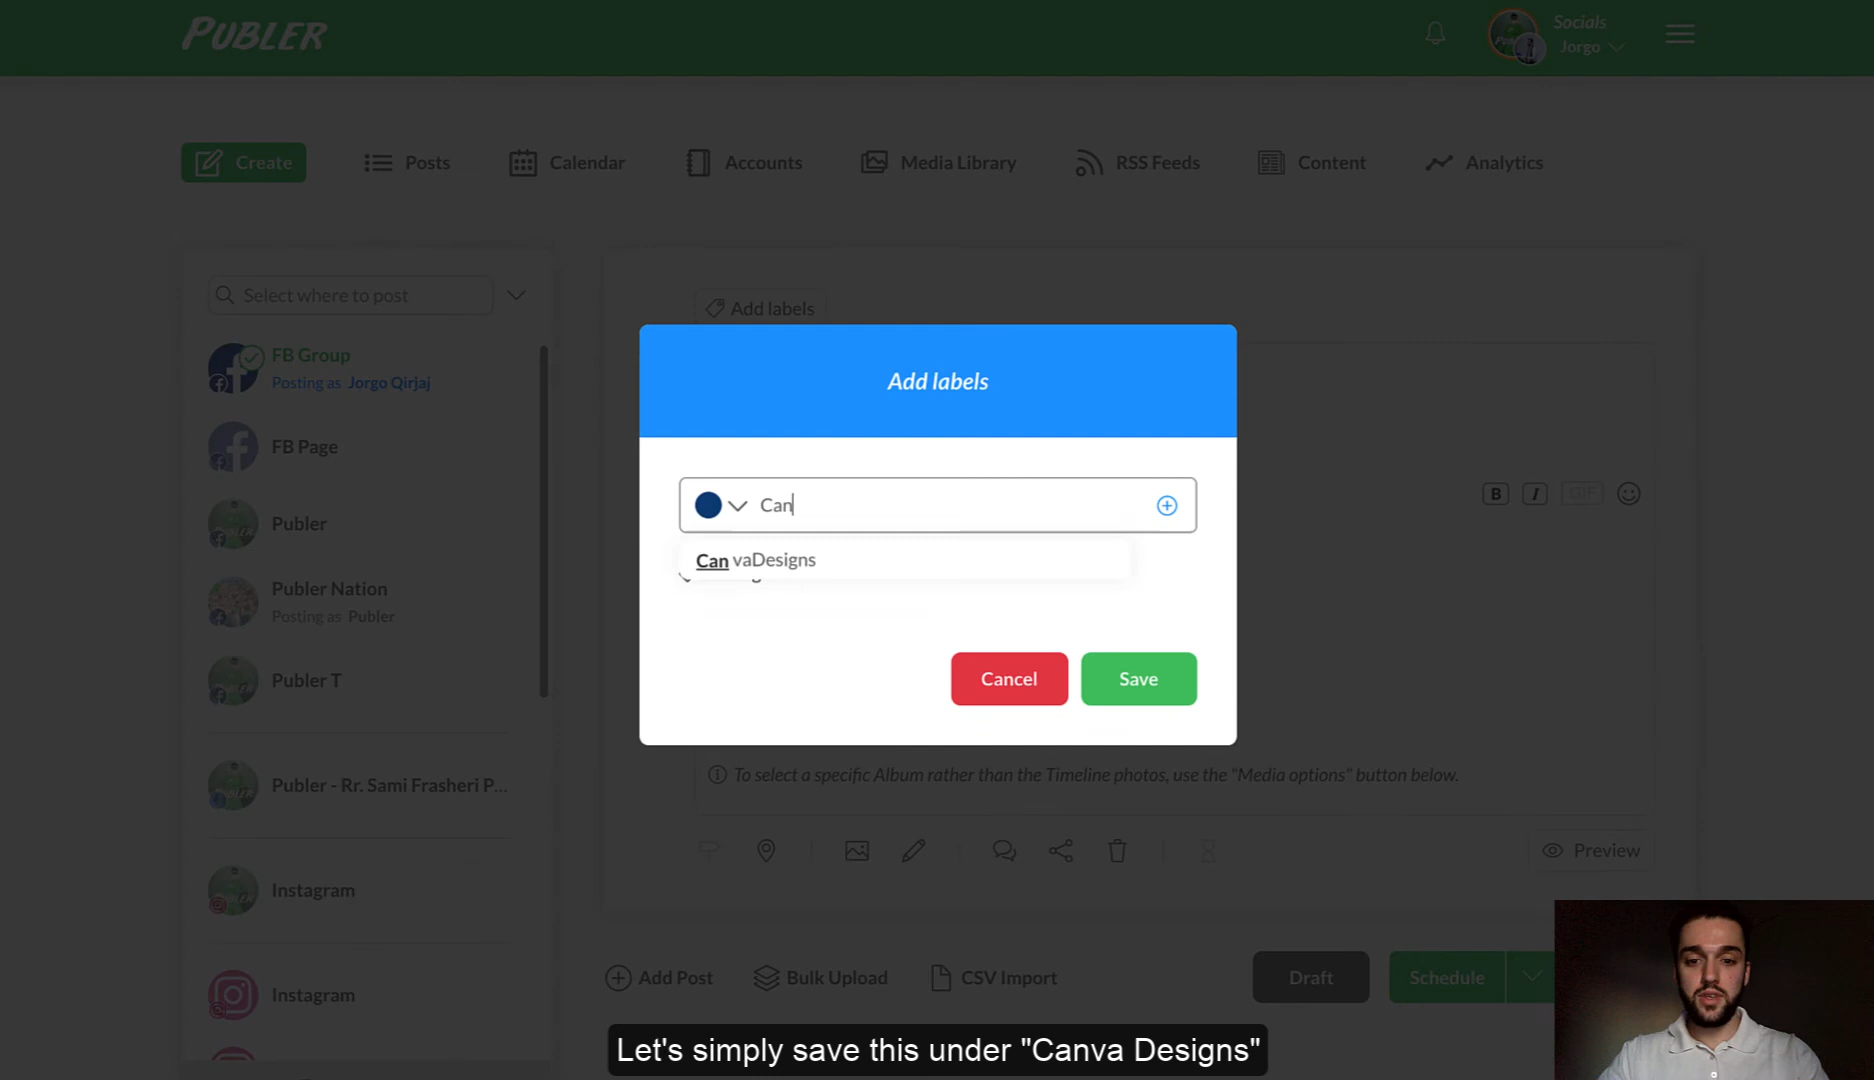 PUBLER
Socials
Jorgo
Create
Posts
Calendar
Accounts
Media Library
RSS Feeds
Content
Analytics
Select where to post
FB Group
Posting as Jorgo Qirjaj
FB Page
Publer
Publer Nation
Posting as Publer
Publer T
Publer - Rr. Sami Frasheri P...
Instagram
Instagram
Add labels
Add labels
Can
CanvaDesigns
Cancel
Save
B
I
GIF
To select a specific Album rather than the Timeline photos, use the "Media options" button below.
Preview
Add Post
Bulk Upload
CSV Import
Draft
Schedule
Let's simply save this under "Canva Designs"